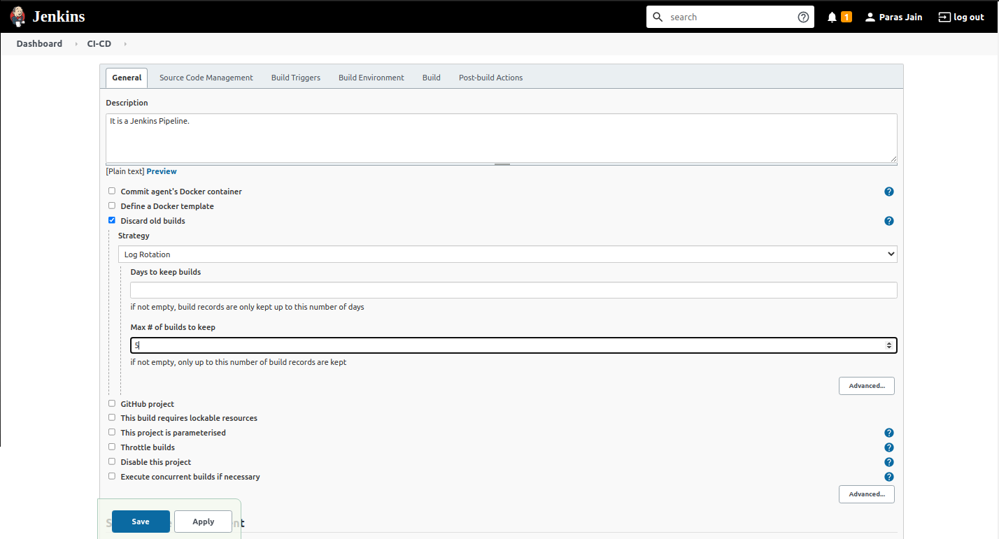 Jenkins
search
1
Paras Jain
log out
Dashboard
CI-CD
General
Source Code Management
Build Triggers
Build Environment
Build
Post-build Actions
Description
It is a Jenkins Pipeline.
[Plain text] Preview
Commit agent's Docker container
Define a Docker template
Discard old builds
Strategy
Log Rotation
Days to keep builds
if not empty, build records are only kept up to this number of days
Max # of builds to keep
5
if not empty, only up to this number of build records are kept
Advanced...
GitHub project
This build requires lockable resources
This project is parameterised
Throttle builds
Disable this project
Execute concurrent builds if necessary
Advanced...
Save
Apply